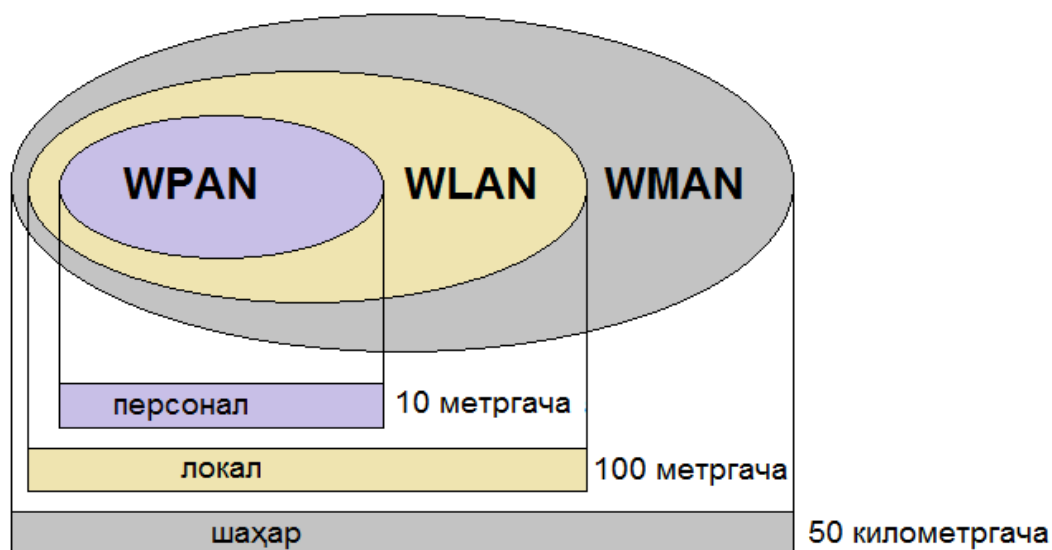 WPAN WLAN WMAN
персонал 10 метргача
локал 100 метргача
шаҳар 50 километргача